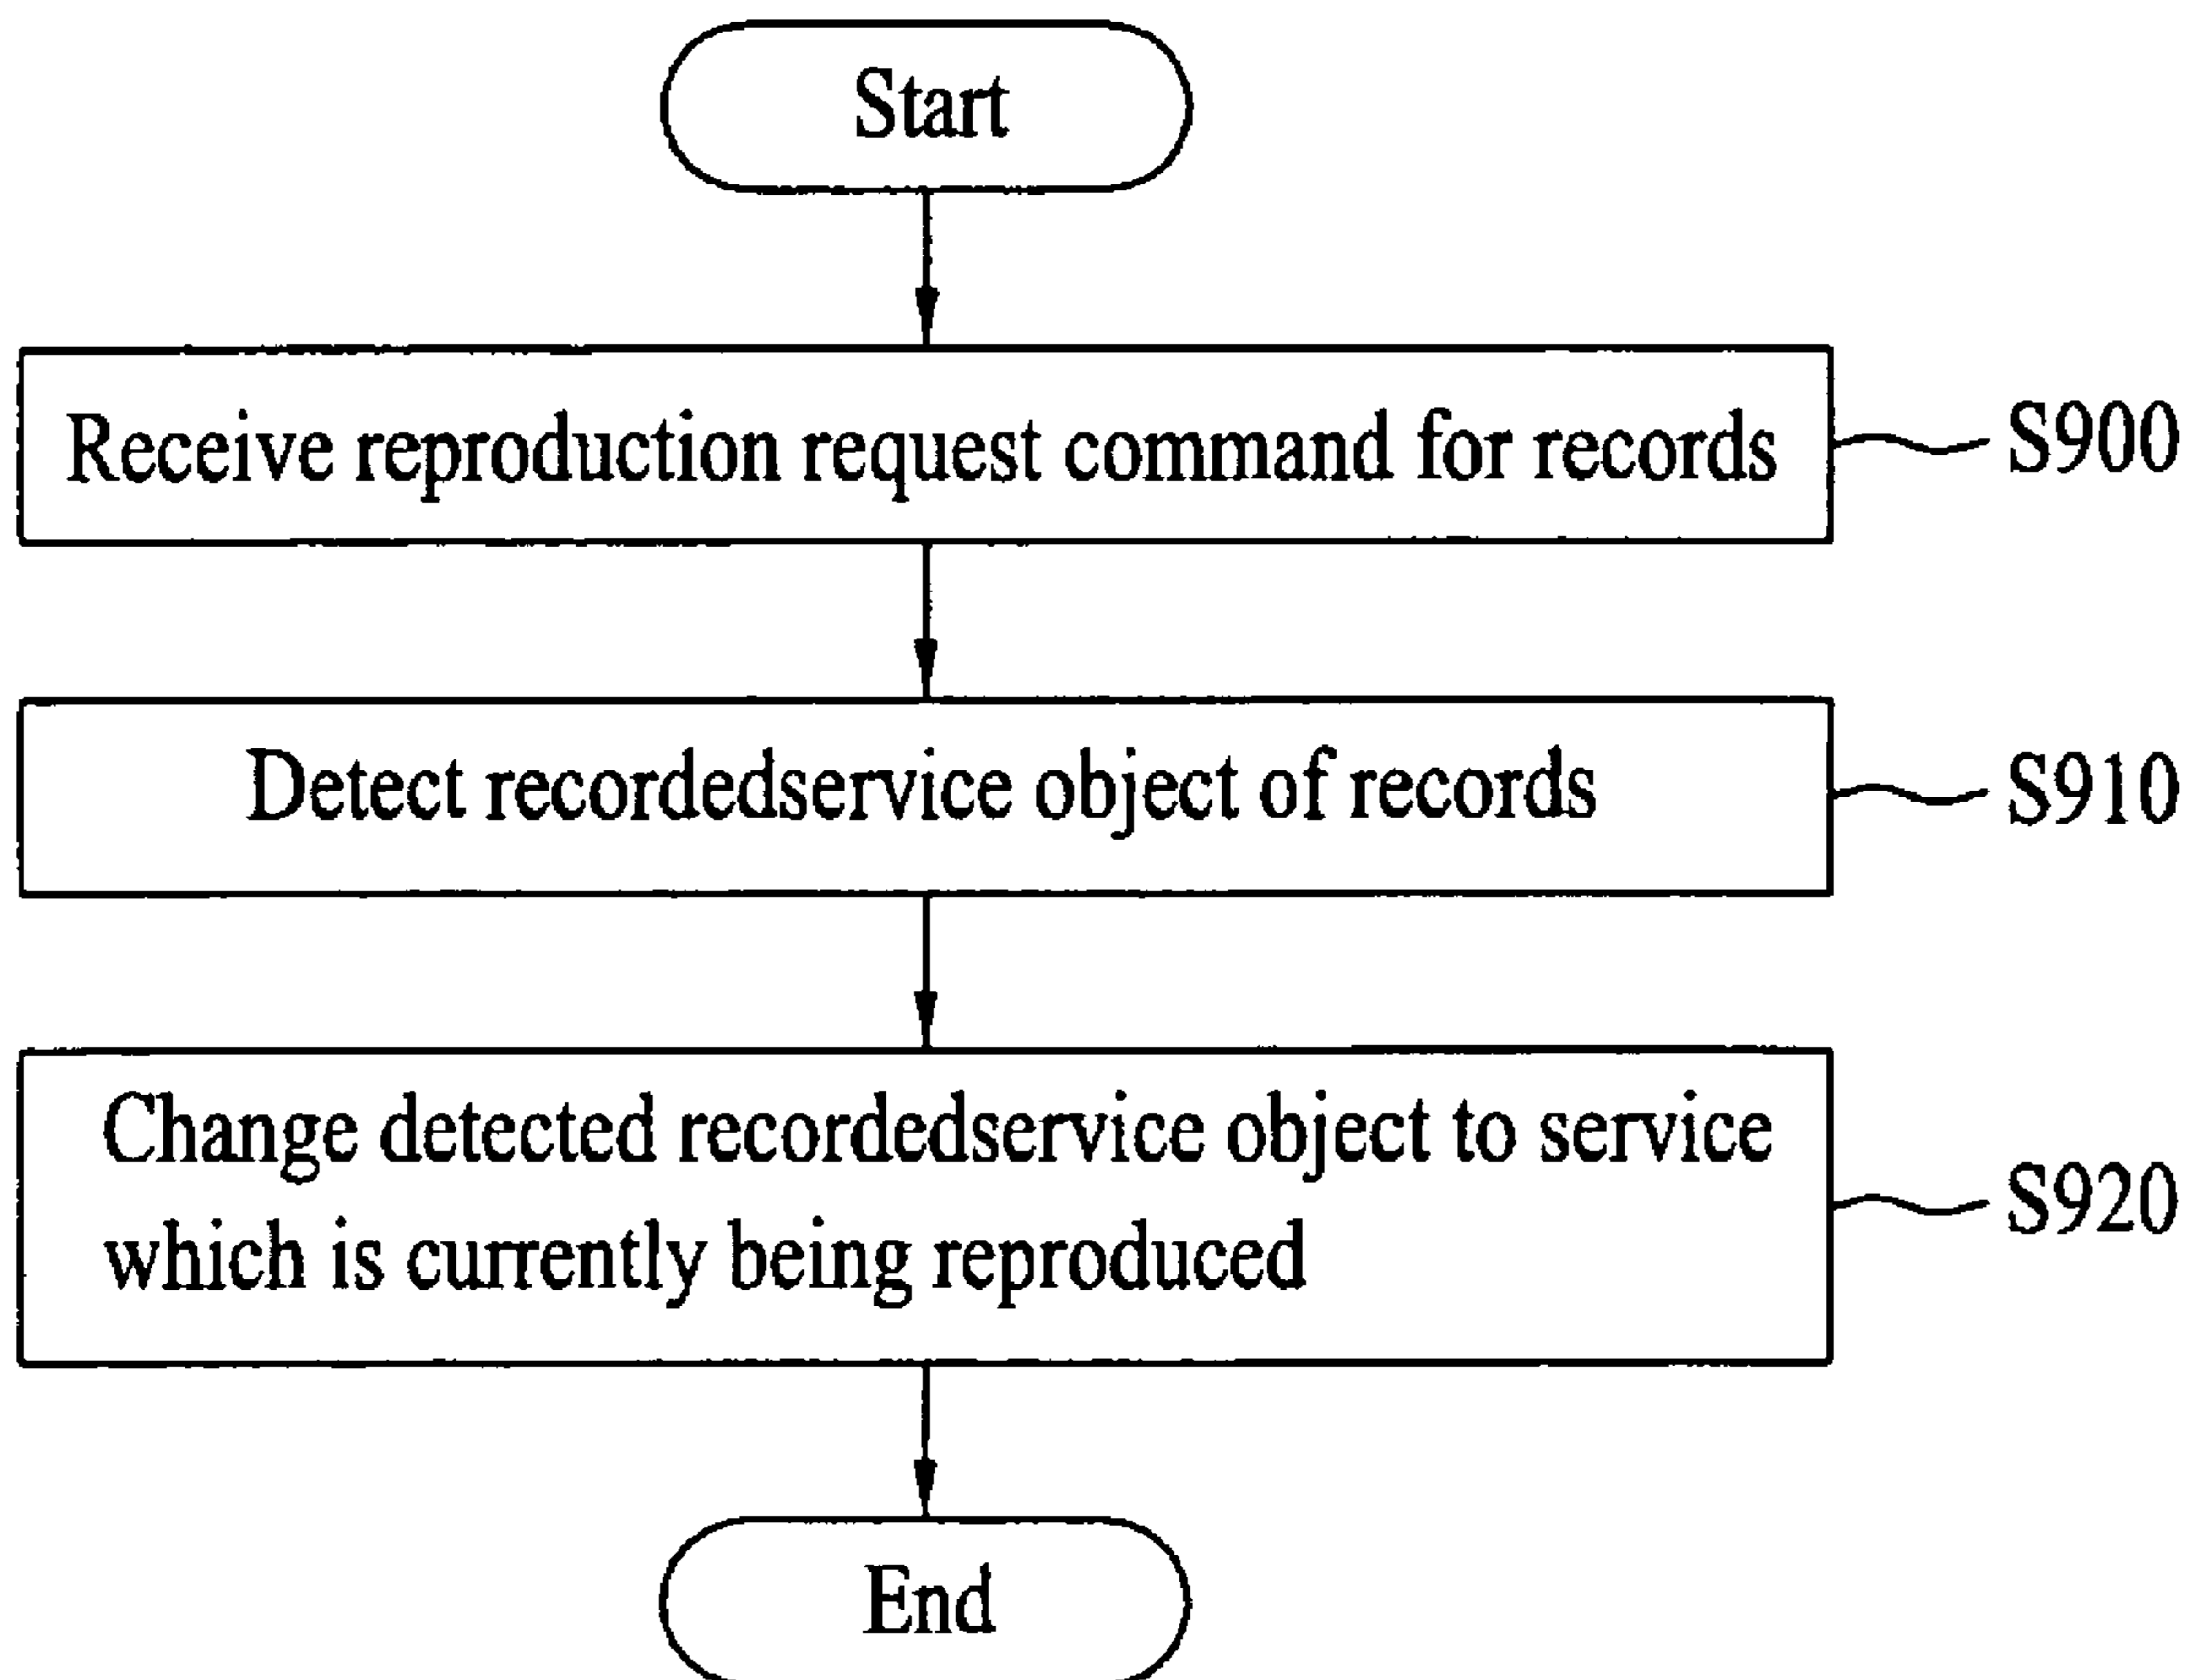 Start
Receive reproduction request command for records
S900
Detect recordedservice object of records
S910
Change detected recordedservice object to service
which is currently being reproduced
S920
End